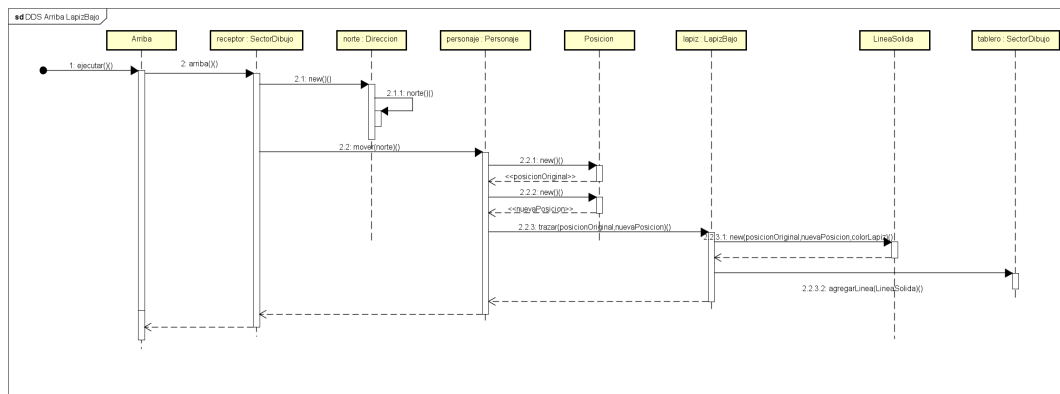 sd DDS Arriba LapizBajo
Arriba
receptor : SectorDibujo
norte : Direccion
personaje : Personaje
Posicion
lapiz : LapizBajo
LineaSolida
tablero : SectorDibujo
1: ejecutar()()
2: arriba()()
2.1: new()()
2.1.1: norte()()
2.2: mover(norte)()
2.2.1: new()()
<<posicionOriginal>>
2.2.2: new()()
<<nuevaPosicion>>
2.2.3: trazar(posicionOriginal,nuevaPosicion)()
2.2.3.1: new(posicionOriginal,nuevaPosicion,colorLapiz)()
2.2.3.2: agregarLinea(LineaSolida)()